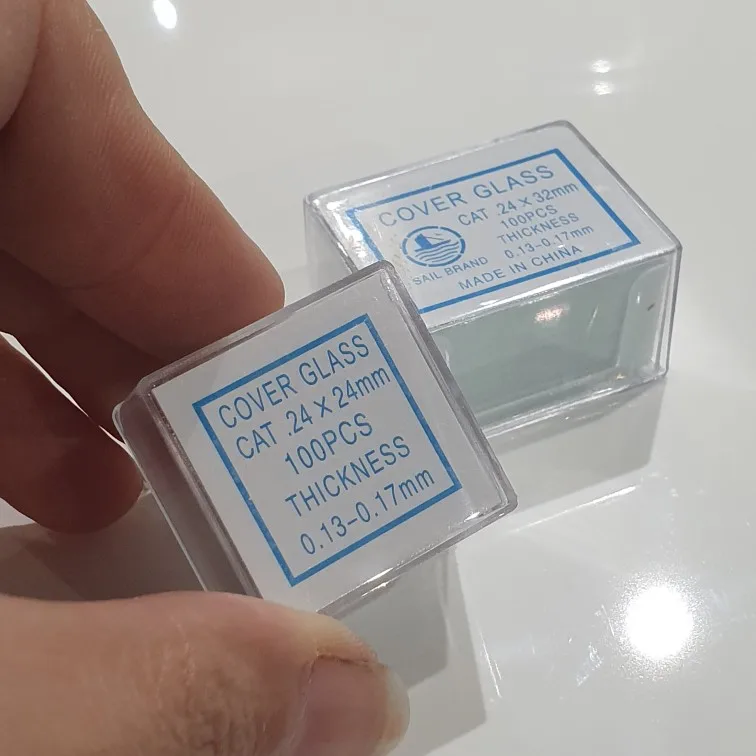 COVER GLASS
CAT .24 X 24mm
100PCS
THICKNESS
0.13-0.17mm
COVER GLASS
CAT .24 X 32mm
100PCS
THICKNESS
0.13-0.17mm
SAIL BRAND
MADE IN CHINA